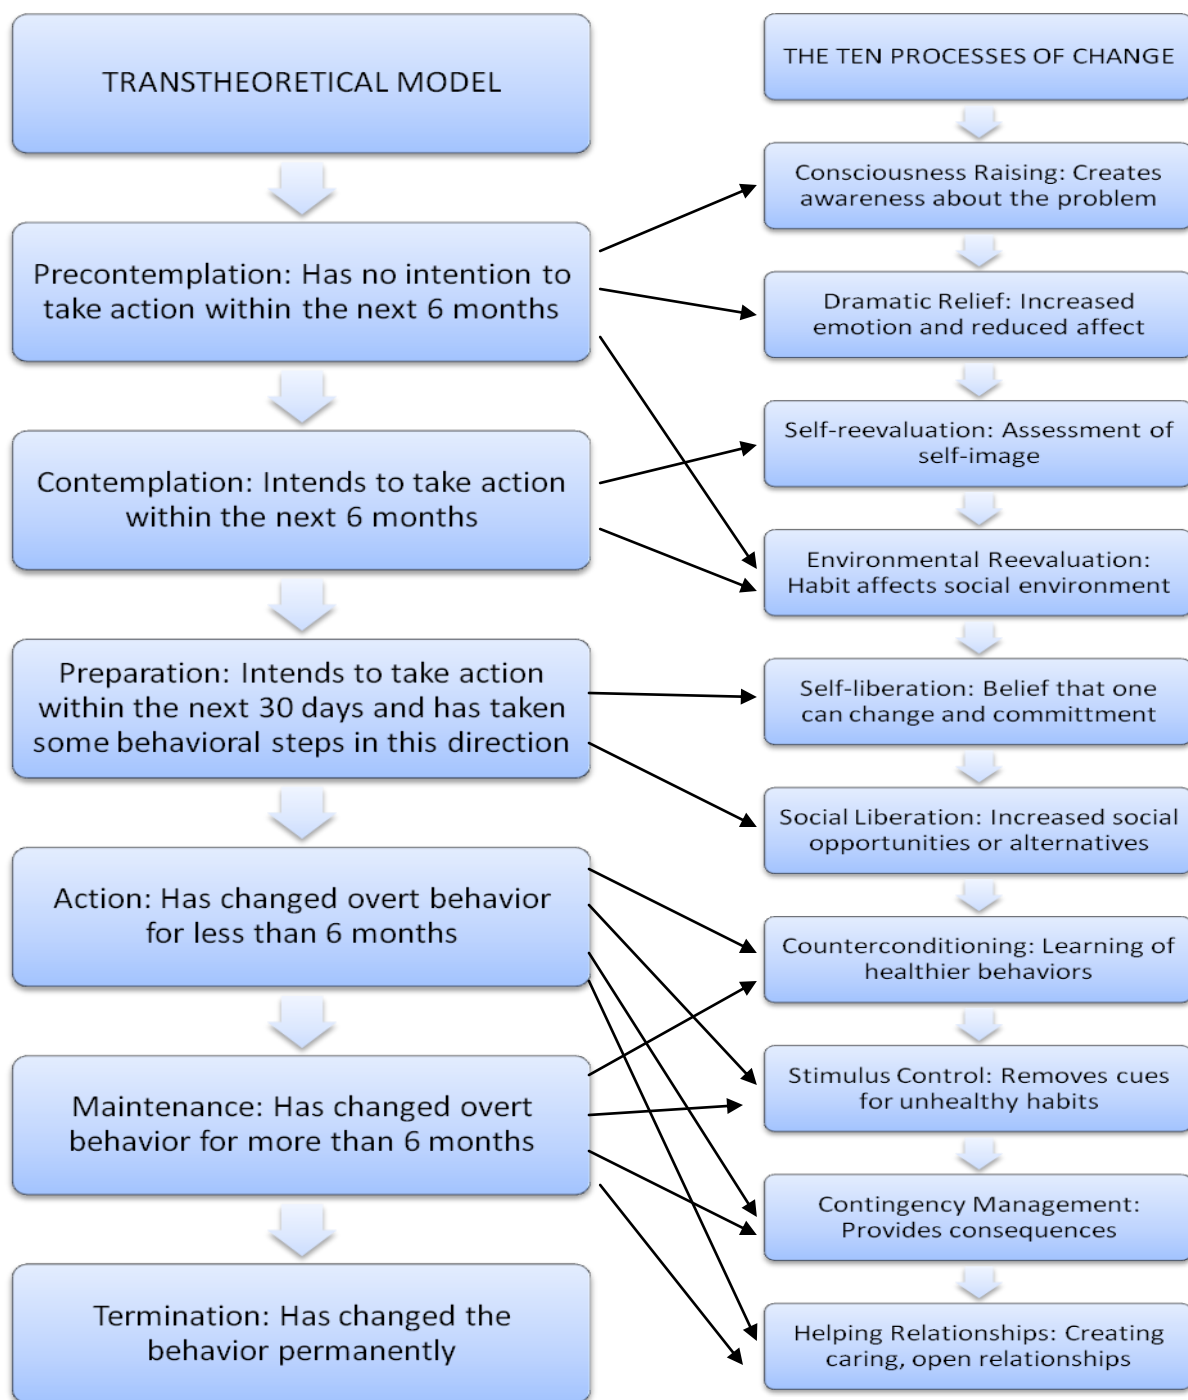 TRANSTHEORETICAL MODEL
Precontemplation: Has no intention to
take action within the next 6 months
Contemplation: Intends to take action
within the next 6 months
Preparation: Intends to take action
within the next 30 days and has taken
some behavioral steps in this direction
Action: Has changed overt behavior
for less than 6 months
Maintenance: Has changed overt
behavior for more than 6 months
Termination: Has changed the
behavior permanently
THE TEN PROCESSES OF CHANGE
Consciousness Raising: Creates
awareness about the problem
Dramatic Relief: Increased
emotion and reduced affect
Self-reevaluation: Assessment of
self-image
Environmental Reevaluation:
Habit affects social environment
Self-liberation: Belief that one
can change and committment
Social Liberation: Increased social
opportunities or alternatives
Counterconditioning: Learning of
healthier behaviors
Stimulus Control: Removes cues
for unhealthy habits
Contingency Management:
Provides consequences
Helping Relationships: Creating
caring, open relationships